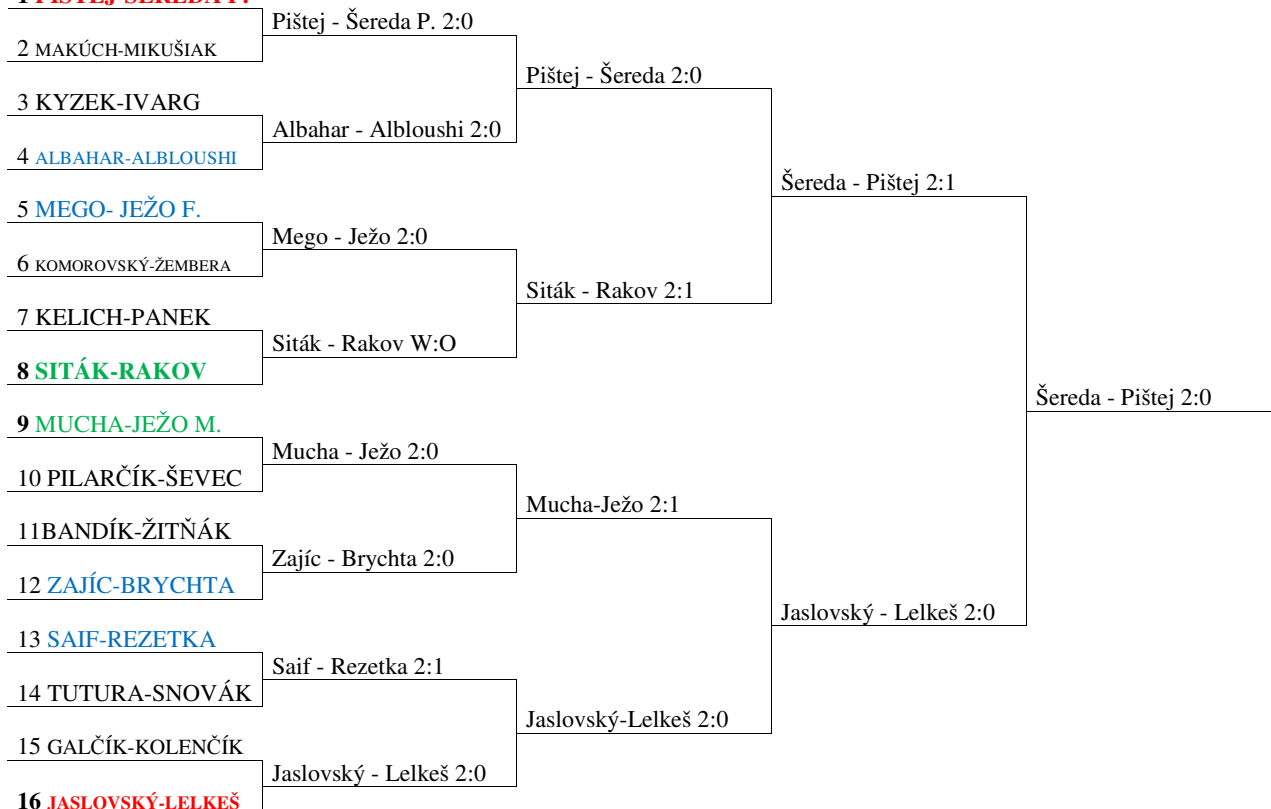 Pištej - Šereda P. 2:0
2 MAKÚCH-MIKUŠIAK
Pištej - Šereda 2:0
3 KYZEK-IVARG
Albahar - Albloushi 2:0
4 ALBAHAR-ALBLOUSHI
Šereda - Pištej 2:1
5 MEGO- JEŽO F.
Mego - Ježo 2:0
6 KOMOROVSKÝ-ŽEMBERA
Siták - Rakov 2:1
7 KELICH-PANEK
Siták - Rakov W:O
8 SITÁK-RAKOV
Šereda - Pištej 2:0
9 MUCHA-JEŽO M.
Mucha - Ježo 2:0
10 PILARČÍK-ŠEVEC
Mucha-Ježo 2:1
11BANDÍK-ŽITŇÁK
Zajíc - Brychta 2:0
12 ZAJÍC-BRYCHTA
Jaslovský - Lelkeš 2:0
13 SAIF-REZETKA
Saif - Rezetka 2:1
14 TUTURA-SNOVÁK
Jaslovský-Lelkeš 2:0
15 GALČÍK-KOLENČÍK
Jaslovský - Lelkeš 2:0
16 JASLOVSKÝ-LELKEŠ